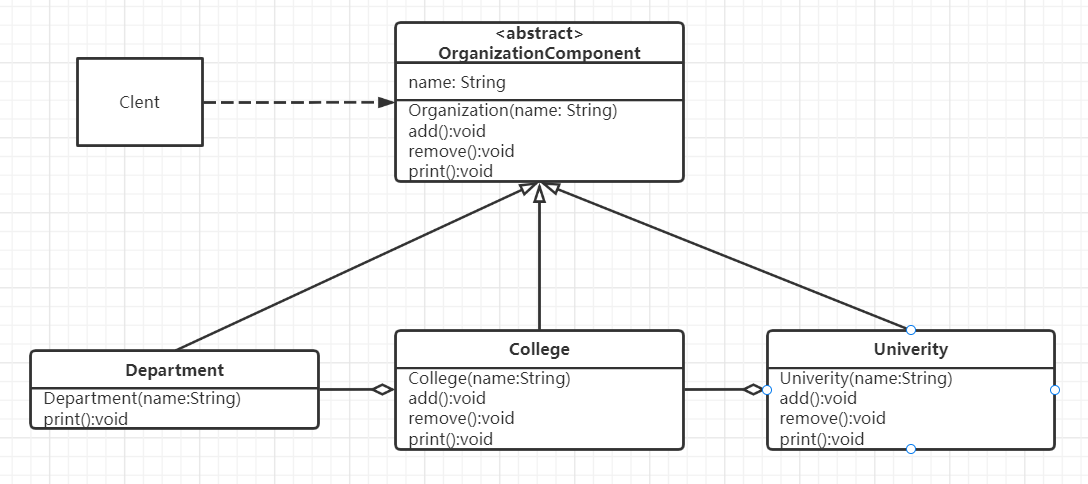 <abstract>
OrganizationComponent
name: String
Organization(name: String)
add():void
remove():void
print():void
Clent
Department
Department(name:String)
print():void
College
College(name:String)
add():void
remove():void
print():void
Univerity
Univerity(name:String)
add():void
remove():void
print():void